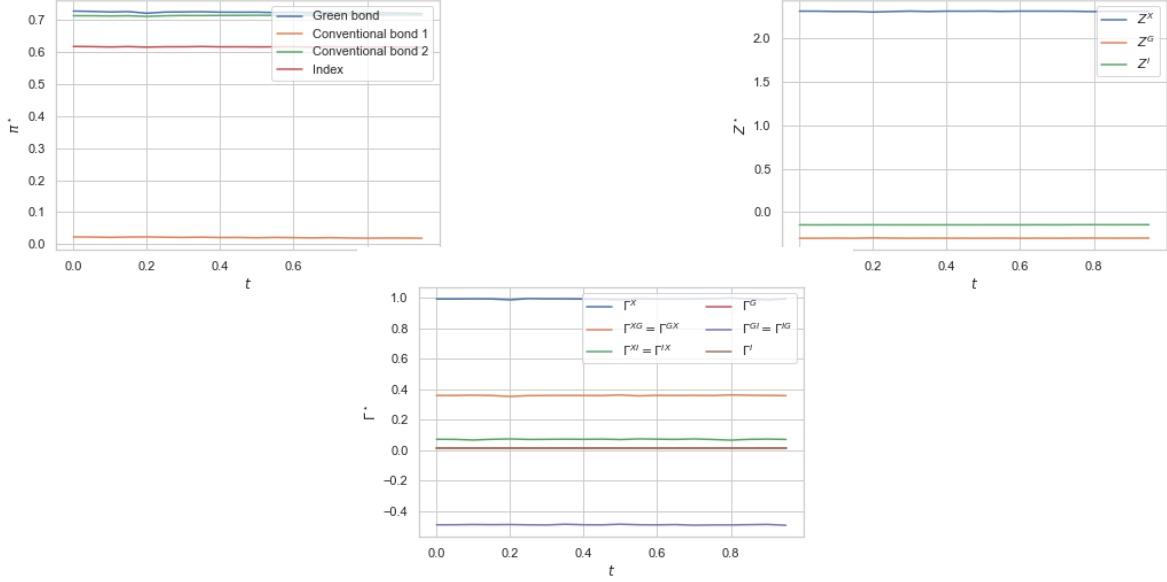 0.7
0.6
0.5
0.4
0.3
0.2
0.1
0.0
π*
0.0 0.2 0.4 0.6
t
Green bond
Conventional bond 1
Conventional bond 2
Index
2.0
1.5
1.0
0.5
0.0
Z*
0.2 0.4 0.6 0.8
t
Z^X
Z^G
Z^I
1.0
0.8
0.6
0.4
0.2
0.0
−0.2
−0.4
Γ*
0.0 0.2 0.4 0.6 0.8
t
Γ^X Γ^G
Γ^XG = Γ^GX Γ^GI = Γ^IG
Γ^XI = Γ^IX Γ^I